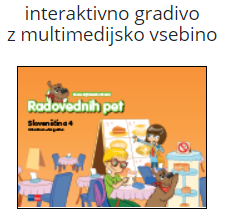 interaktivno gradivo
z multimedijsko vsebino
Radovednih pet
Slovenščina 4